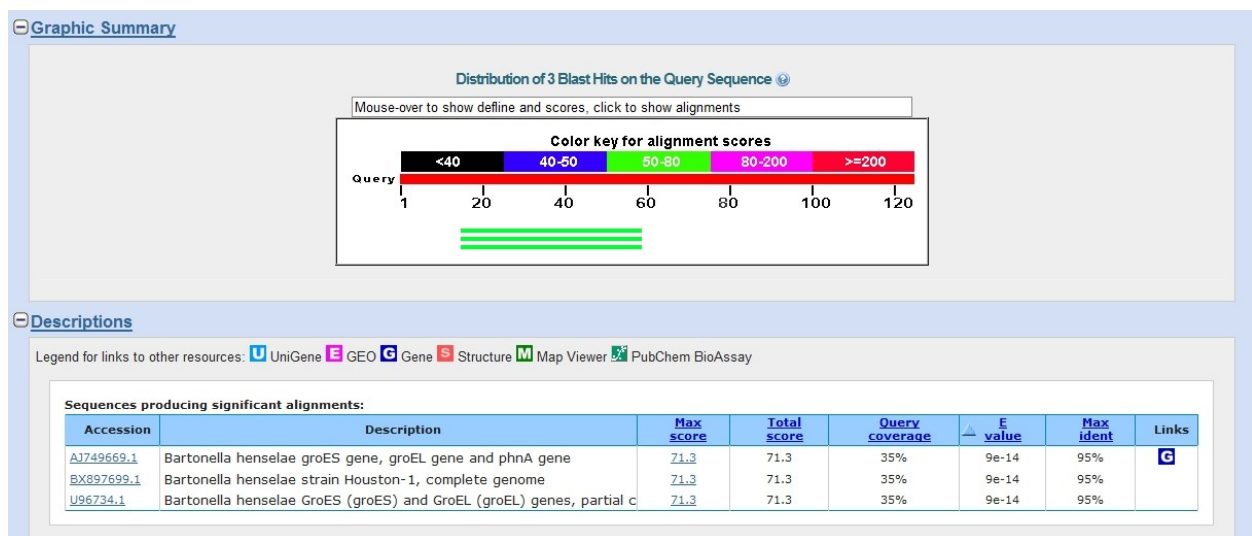 Graphic Summary
Distribution of 3 Blast Hits on the Query Sequence
Mouse-over to show defline and scores, click to show alignments
Color key for alignment scores
<40 40-50 50-80 80-200 >=200
Query
1 20 40 60 80 100 120
Descriptions
Legend for links to other resources: U UniGene E GEO G Gene S Structure M Map Viewer PubChem BioAssay
Sequences producing significant alignments:
Accession Description Max score Total score Query coverage E value Max ident Links
AJ749669.1 Bartonella henselae groES gene, groEL gene and phnA gene 71.3 71.3 35% 9e-14 95% G
BX897699.1 Bartonella henselae strain Houston-1, complete genome 71.3 71.3 35% 9e-14 95%
U96734.1 Bartonella henselae GroES (groES) and GroEL (groEL) genes, partial c 71.3 71.3 35% 9e-14 95%